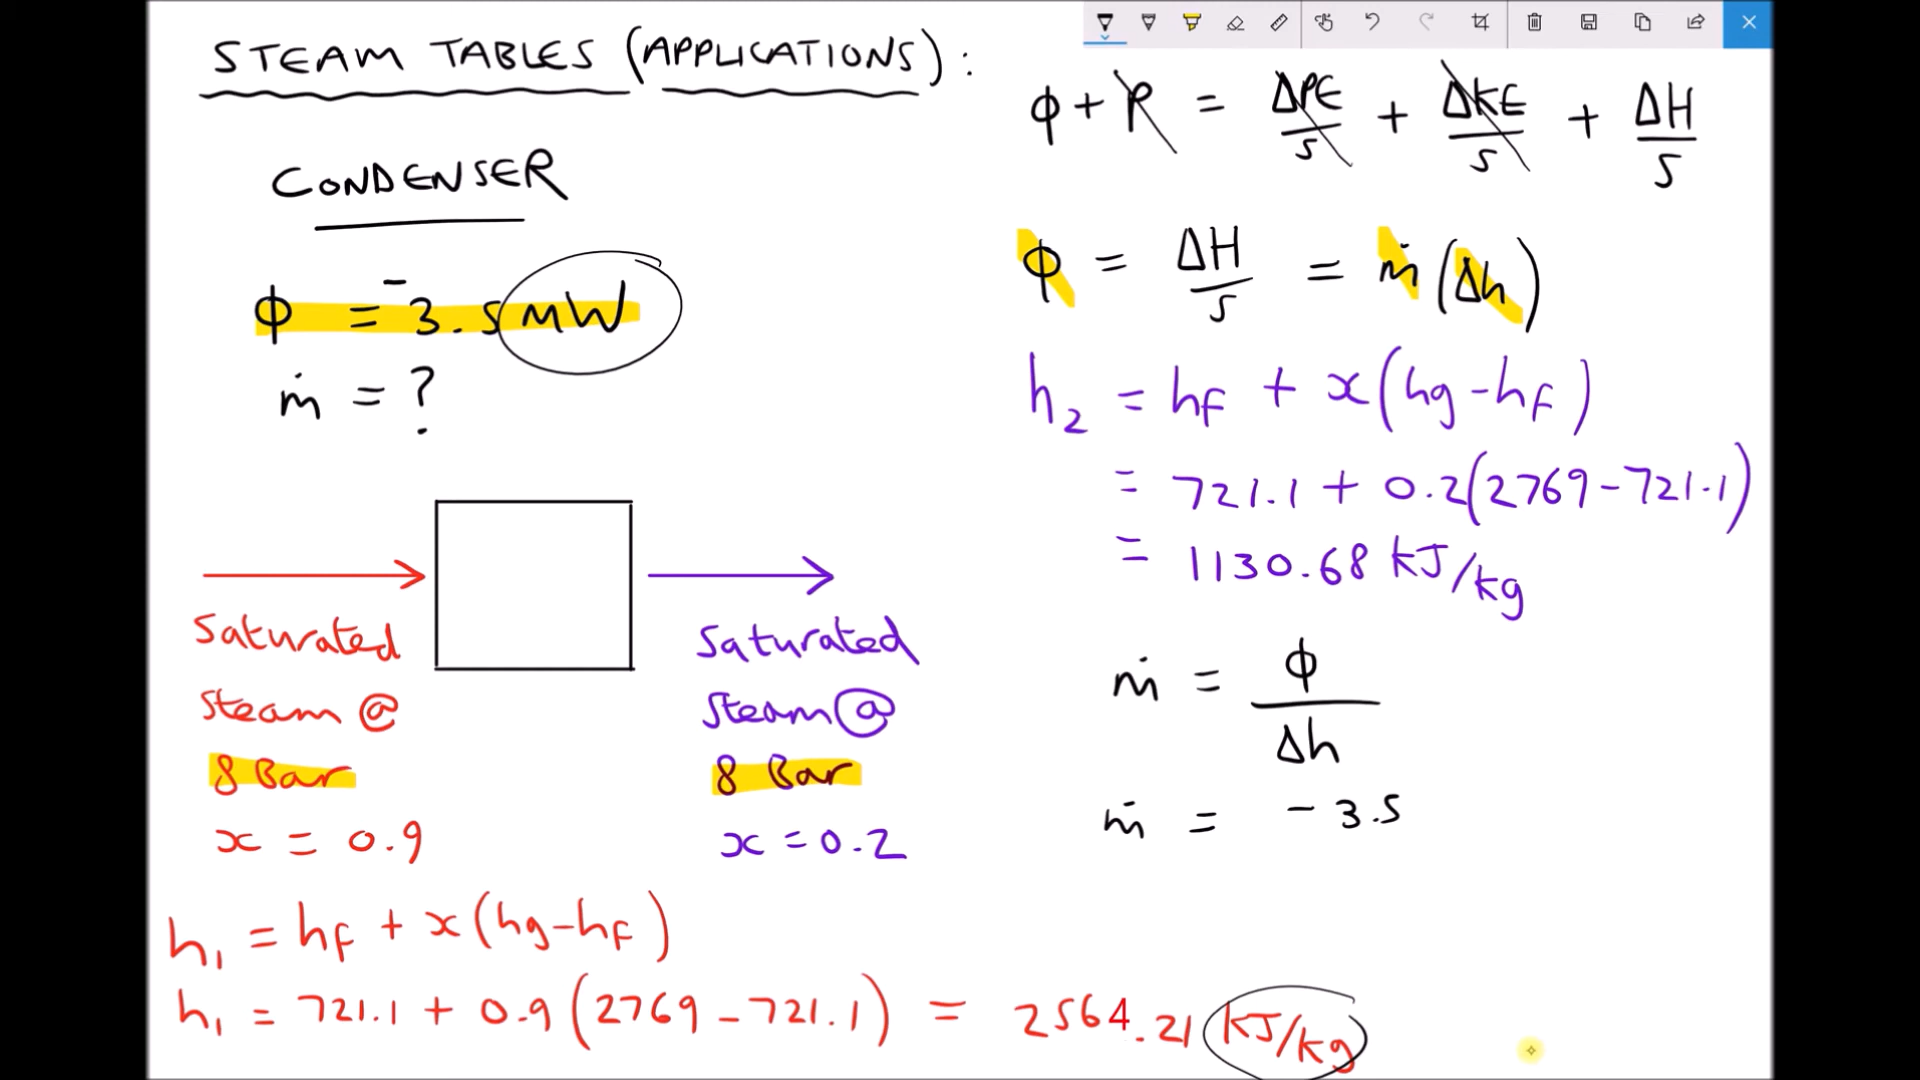 STEAM TABLES (APPLICATIONS):
CONDENSER
ϕ = -3.5 MW
ṁ = ?
Saturated
Steam @
8 Bar
x = 0.9
Saturated
Steam @
8 Bar
x = 0.2
h₁ = hf + x(hg-hf)
h₁ = 721.1 + 0.9(2769-721.1) = 2564.21 kJ/kg
ϕ + P = ΔPE/s + ΔKE/s + ΔH/s
ϕ = ΔH/s = ṁ(Δh)
h₂ = hf + x(hg-hf)
= 721.1 + 0.2(2769-721.1)
= 1130.68 kJ/kg
ṁ = ϕ/Δh
ṁ = -3.5